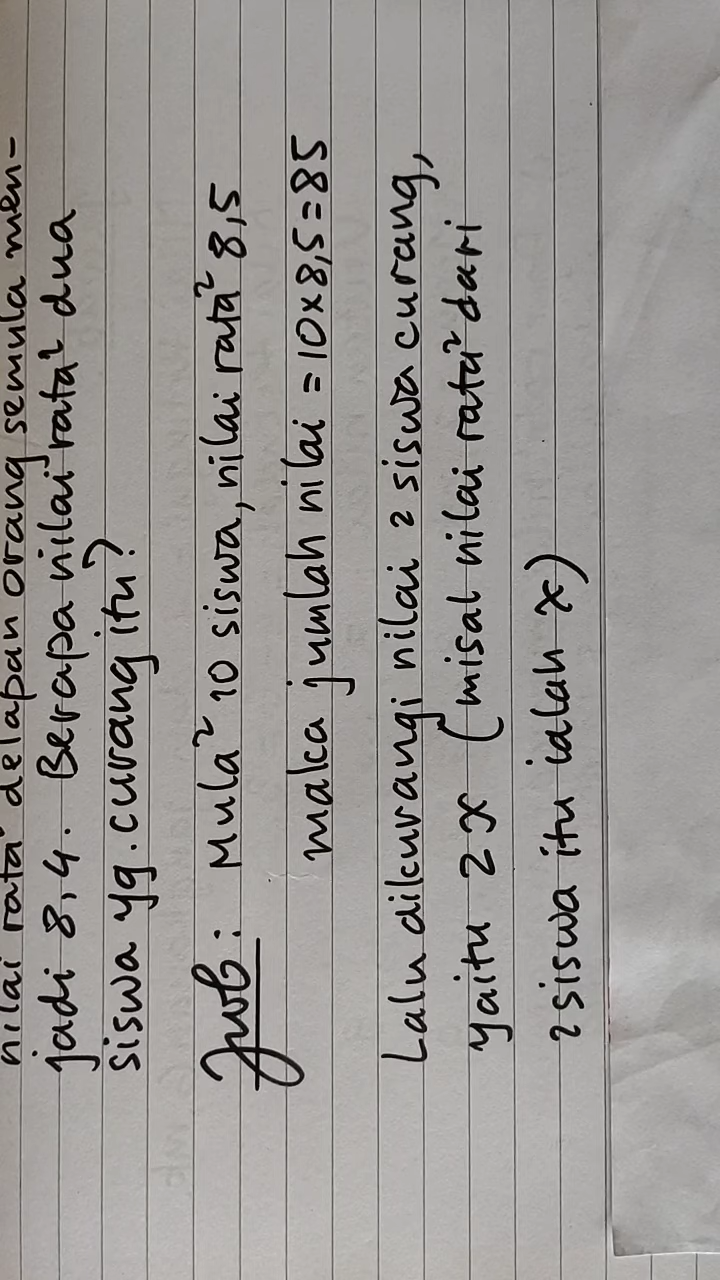 nilai rata² delapan orang semula men-
jadi 8,4. Berapa nilai rata² dua
siswa yg. curang itu?
Jwb: Mula² 10 siswa, nilai rata² 8,5
maka jumlah nilai = 10 x 8,5 = 85
Lalu dikurangi nilai 2 siswa curang,
yaitu 2x (misal nilai rata² dari
2 siswa itu ialah x)